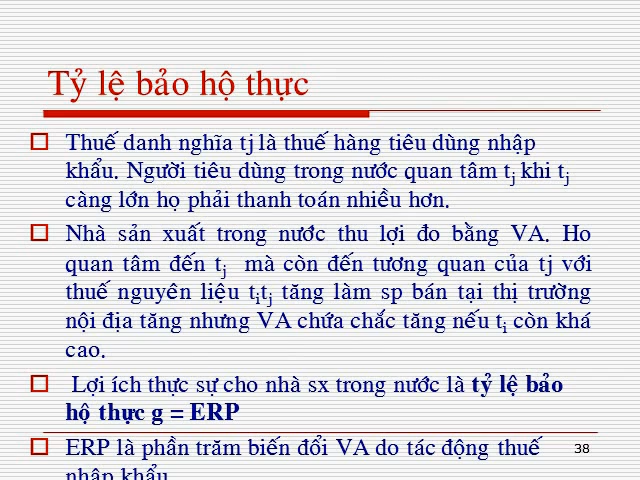 Tỷ lệ bảo hộ thực
Thuế danh nghĩa tj là thuế hàng tiêu dùng nhập
khẩu. Người tiêu dùng trong nước quan tâm tj khi tj
càng lớn họ phải thanh toán nhiều hơn.
Nhà sản xuất trong nước thu lợi đo bằng VA. Ho
quan tâm đến tj mà còn đến tương quan của tj với
thuế nguyên liệu titj tăng làm sp bán tại thị trường
nội địa tăng nhưng VA chứa chắc tăng nếu ti còn khá
cao.
Lợi ích thực sự cho nhà sx trong nước là tỷ lệ bảo
hộ thực g = ERP
ERP là phần trăm biến đổi VA do tác động thuế
nhập khẩu
38